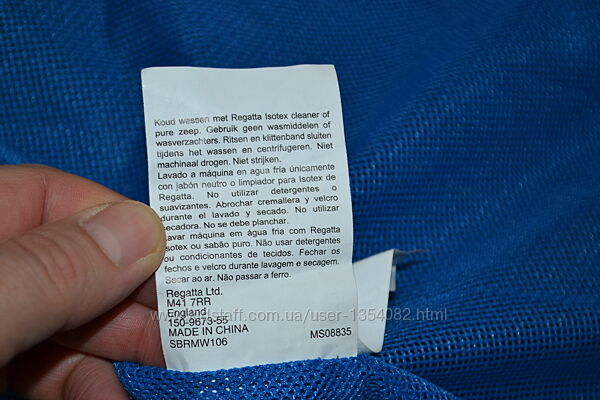 Koud wassen met Regatta Isotex cleaner of
pure zeep. Gebruik geen wasmiddelen of
wasverzachters. Ritsen en klittenband sluiten
tijdens het wassen en centrifugeren. Niet
machinaal drogen. Niet strijken.
Lavado a máquina en agua fría únicamente
con jabón neutro o limpiador para Isotex de
Regatta. No utilizar detergentes o
suavizantes. Abrochar cremallera y velcro
durante el lavado y secado. No utilizar
secadora. No se debe planchar.
Lavar máquina em água fria com Regatta
Isotex ou sabão puro. Não usar detergentes
ou condionantes de tecidos. Fechar os
fechos e velcro durante lavagem e secagem.
Secar ao ar. Não passar a ferro.
Regatta Ltd.
M41 7RR
England
150-9673-55
MADE IN CHINA
SBRMW106 MS08835